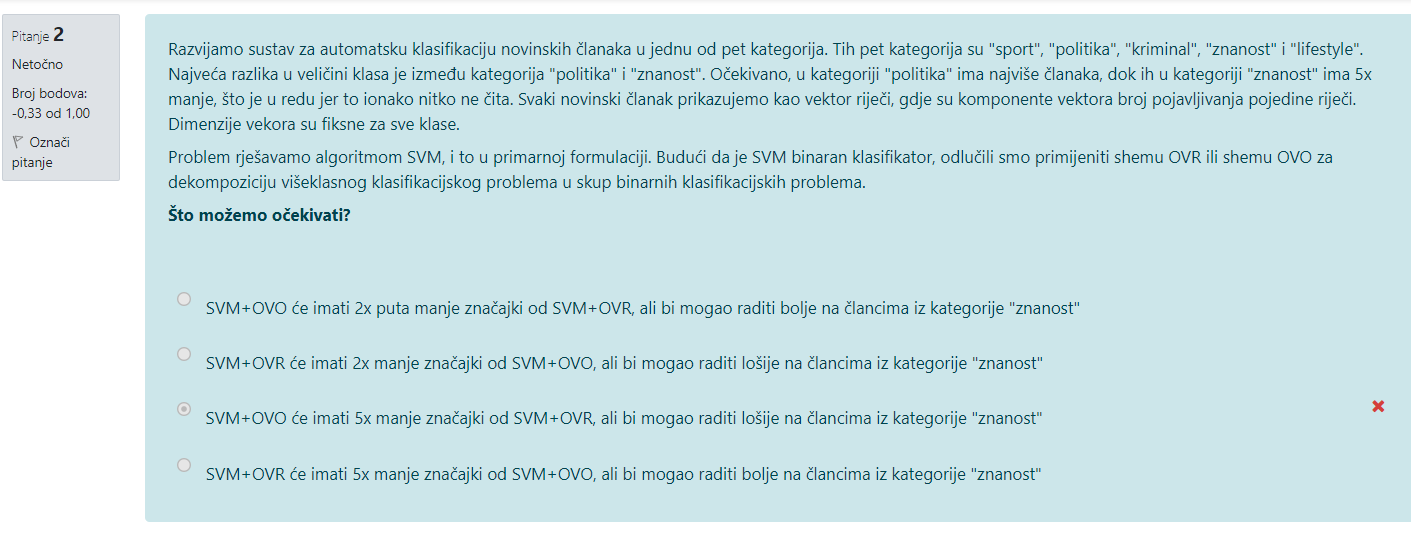 Pitanje 2
Netočno
Broj bodova:
-0,33 od 1,00
Označi
pitanje
Razvijamo sustav za automatsku klasifikaciju novinskih članaka u jednu od pet kategorija. Tih pet kategorija su "sport", "politika", "kriminal", "znanost" i "lifestyle".
Najveća razlika u veličini klasa je između kategorija "politika" i "znanost". Očekivano, u kategoriji "politika" ima najviše članaka, dok ih u kategoriji "znanost" ima 5x
manje, što je u redu jer to ionako nitko ne čita. Svaki novinski članak prikazujemo kao vektor riječi, gdje su komponente vektora broj pojavljivanja pojedine riječi.
Dimenzije vekora su fiksne za sve klase.
Problem rješavamo algoritmom SVM, i to u primarnoj formulaciji. Budući da je SVM binaran klasifikator, odlučili smo primijeniti shemu OVR ili shemu OVO za
dekompoziciju višeklasnog klasifikacijskog problema u skup binarnih klasifikacijskih problema.
Što možemo očekivati?
SVM+OVO će imati 2x puta manje značajki od SVM+OVR, ali bi mogao raditi bolje na člancima iz kategorije "znanost"
SVM+OVR će imati 2x manje značajki od SVM+OVO, ali bi mogao raditi lošije na člancima iz kategorije "znanost"
SVM+OVO će imati 5x manje značajki od SVM+OVR, ali bi mogao raditi lošije na člancima iz kategorije "znanost"
SVM+OVR će imati 5x manje značajki od SVM+OVO, ali bi mogao raditi bolje na člancima iz kategorije "znanost"